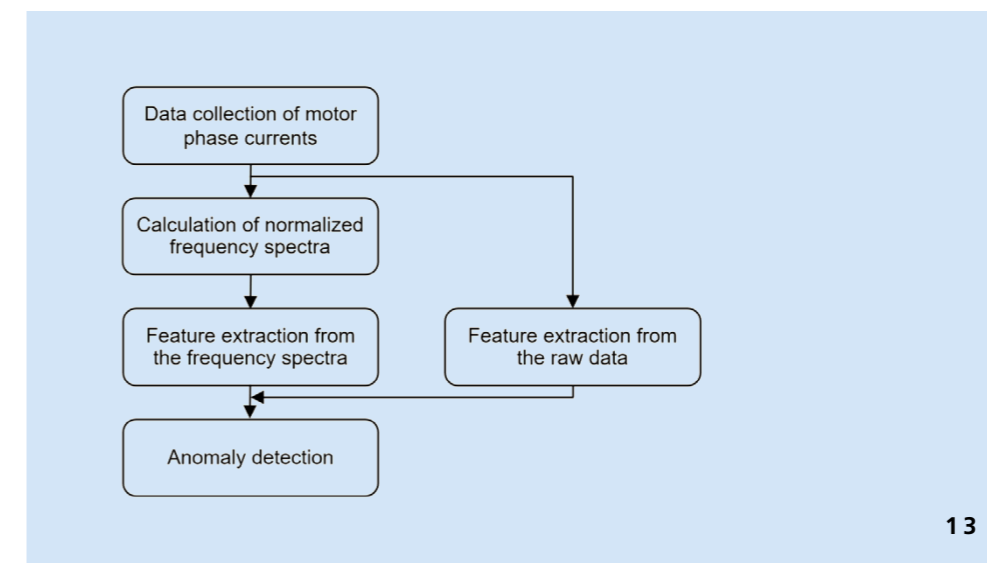 Data collection of motor
phase currents
Calculation of normalized
frequency spectra
Feature extraction from
the frequency spectra
Feature extraction from
the raw data
Anomaly detection
13